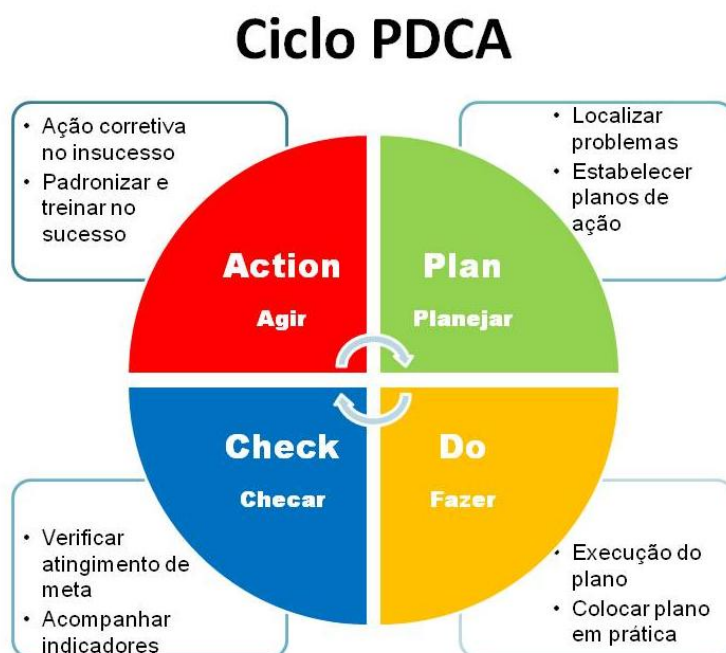 Ciclo PDCA
• Ação corretiva
no insucesso
• Padronizar e
treinar no
sucesso
• Localizar
problemas
• Estabelecer
planos de
ação
Action
Agir
Plan
Planejar
Check
Checar
Do
Fazer
• Verificar
atingimento de
meta
• Acompanhar
indicadores
• Execução do
plano
• Colocar plano
em prática